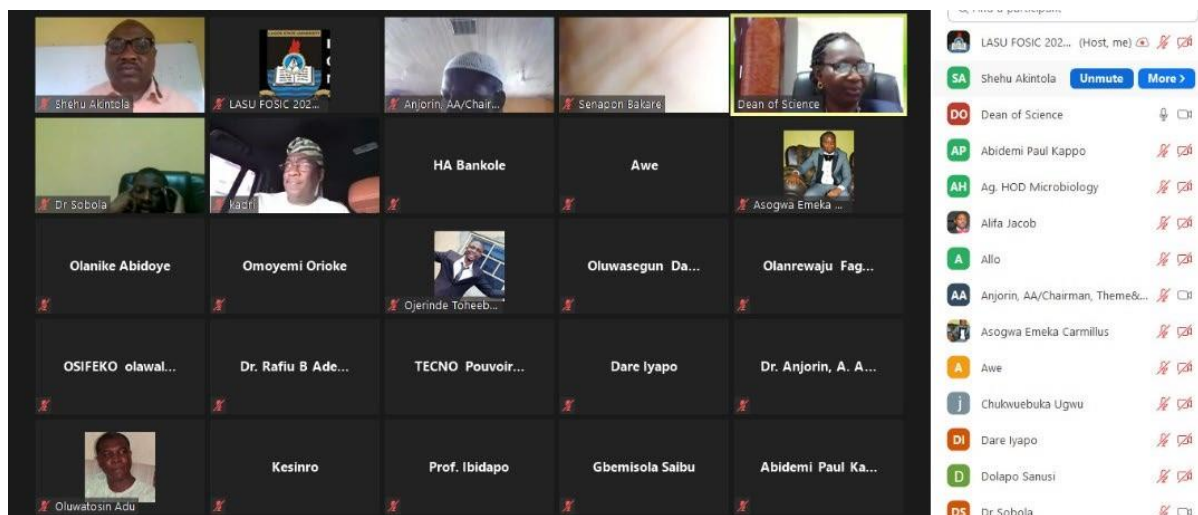 Shehu Akintola
LASU FOSIC 202...
Anjorin, AA/Chair...
Senapon Bakare
Dean of Science
Dr Sobola
kadri
HA Bankole
Awe
Asogwa Emeka ...
Olanike Abidoye
Omoyemi Orioke
Ojerinde Toheeb...
Oluwasegun Da...
Olanrewaju Fag...
OSIFEKO olawal...
Dr. Rafiu B Ade...
TECNO Pouvoir...
Dare Iyapo
Dr. Anjorin, A. A...
Oluwatosin Adu
Kesinro
Prof. Ibidapo
Gbemisola Saibu
Abidemi Paul Ka...
LASU FOSIC 202... (Host, me)
SA Shehu Akintola Unmute More >
DO Dean of Science
AP Abidemi Paul Kappo
AH Ag. HOD Microbiology
Alifa Jacob
A Allo
AA Anjorin, AA/Chairman, Theme&...
Asogwa Emeka Carmillus
A Awe
j Chukwuebuka Ugwu
DI Dare Iyapo
D Dolapo Sanusi
DS Dr Sobola